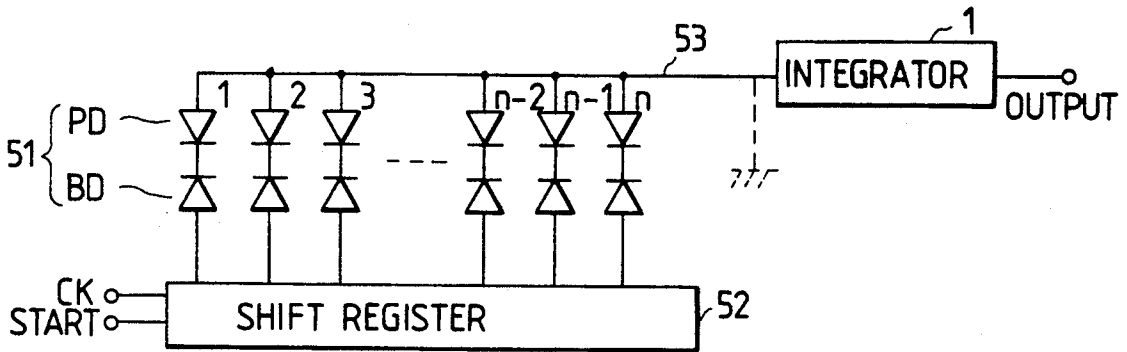 1
53
INTEGRATOR
OUTPUT
1 2 3 n-2 n-1 n
51
PD
BD
CK
START
SHIFT REGISTER
52